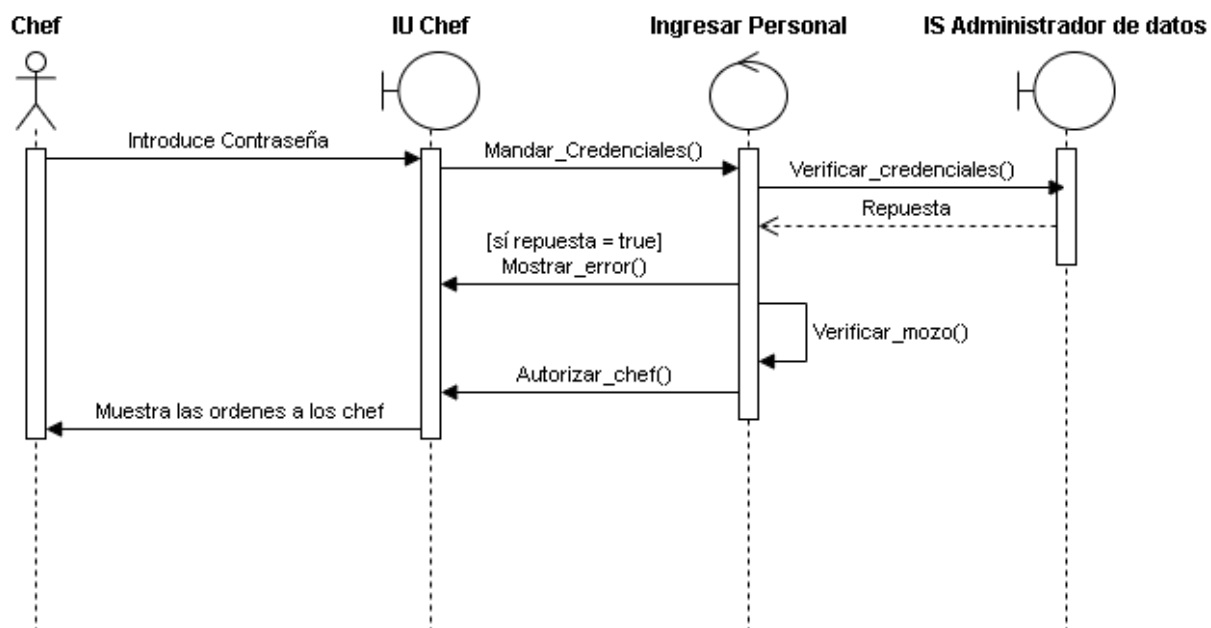 Chef
IU Chef
Ingresar Personal
IS Administrador de datos
Introduce Contraseña
Mandar_Credenciales()
Verificar_credenciales()
Repuesta
[sí repuesta = true]
Mostrar_error()
Verificar_mozo()
Autorizar_chef()
Muestra las ordenes a los chef